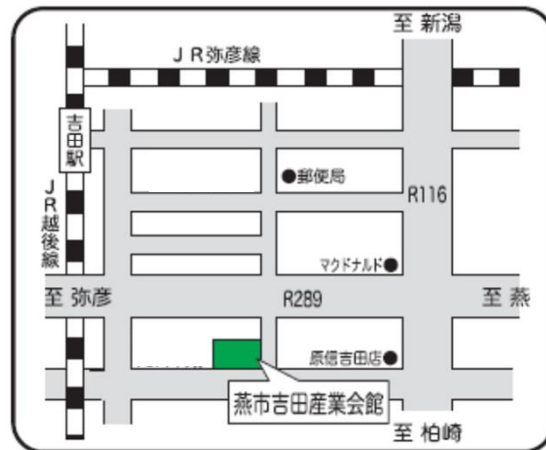 至 新潟
ＪＲ弥彦線
吉田駅
●郵便局
ＪＲ越後線
R116
マクドナルド●
至 弥彦
R289
至 燕
原信吉田店●
燕市吉田産業会館
至 柏崎